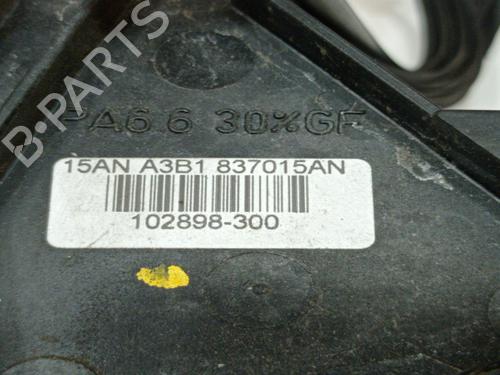 B-PARTS
PA6 6 30%GF
15AN A3B1 837015AN
102898-300